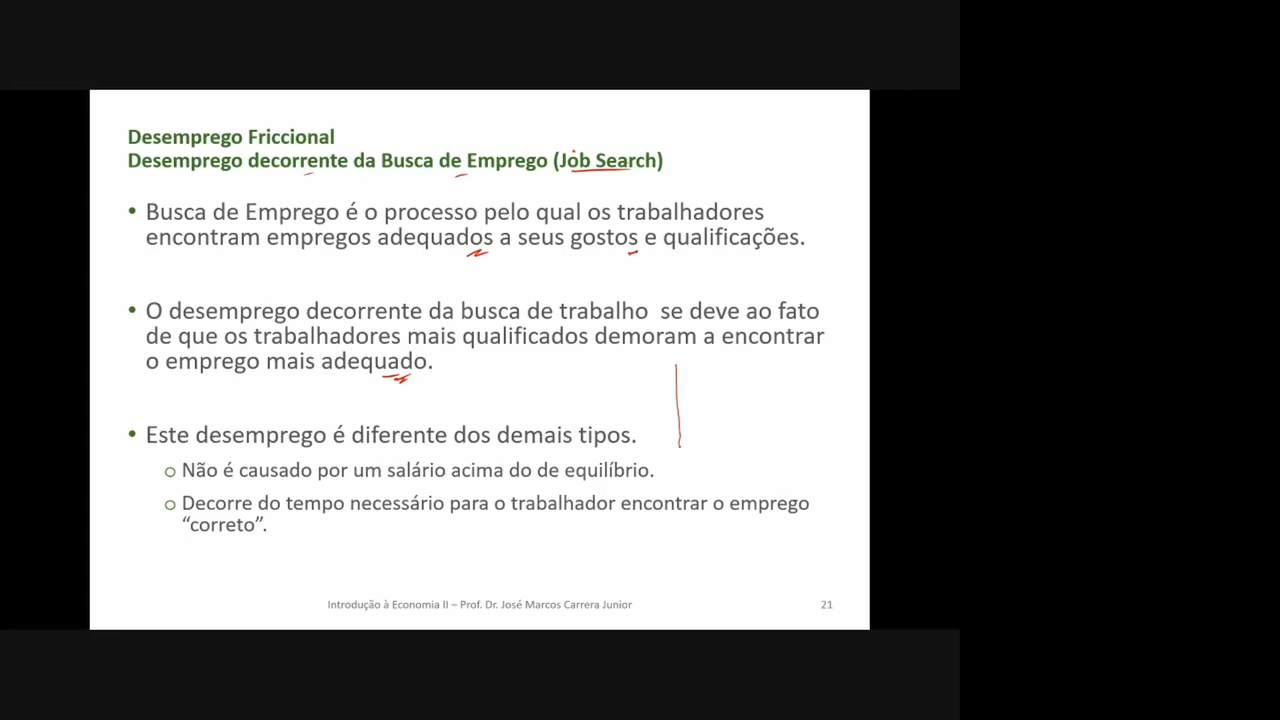 Desemprego Friccional
Desemprego decorrente da Busca de Emprego (Job Search)
• Busca de Emprego é o processo pelo qual os trabalhadores
encontram empregos adequados a seus gostos e qualificações.
• O desemprego decorrente da busca de trabalho se deve ao fato
de que os trabalhadores mais qualificados demoram a encontrar
o emprego mais adequado.
• Este desemprego é diferente dos demais tipos.
o Não é causado por um salário acima do de equilíbrio.
o Decorre do tempo necessário para o trabalhador encontrar o emprego
“correto”.
Introdução à Economia II – Prof. Dr. José Marcos Carrera Junior 21